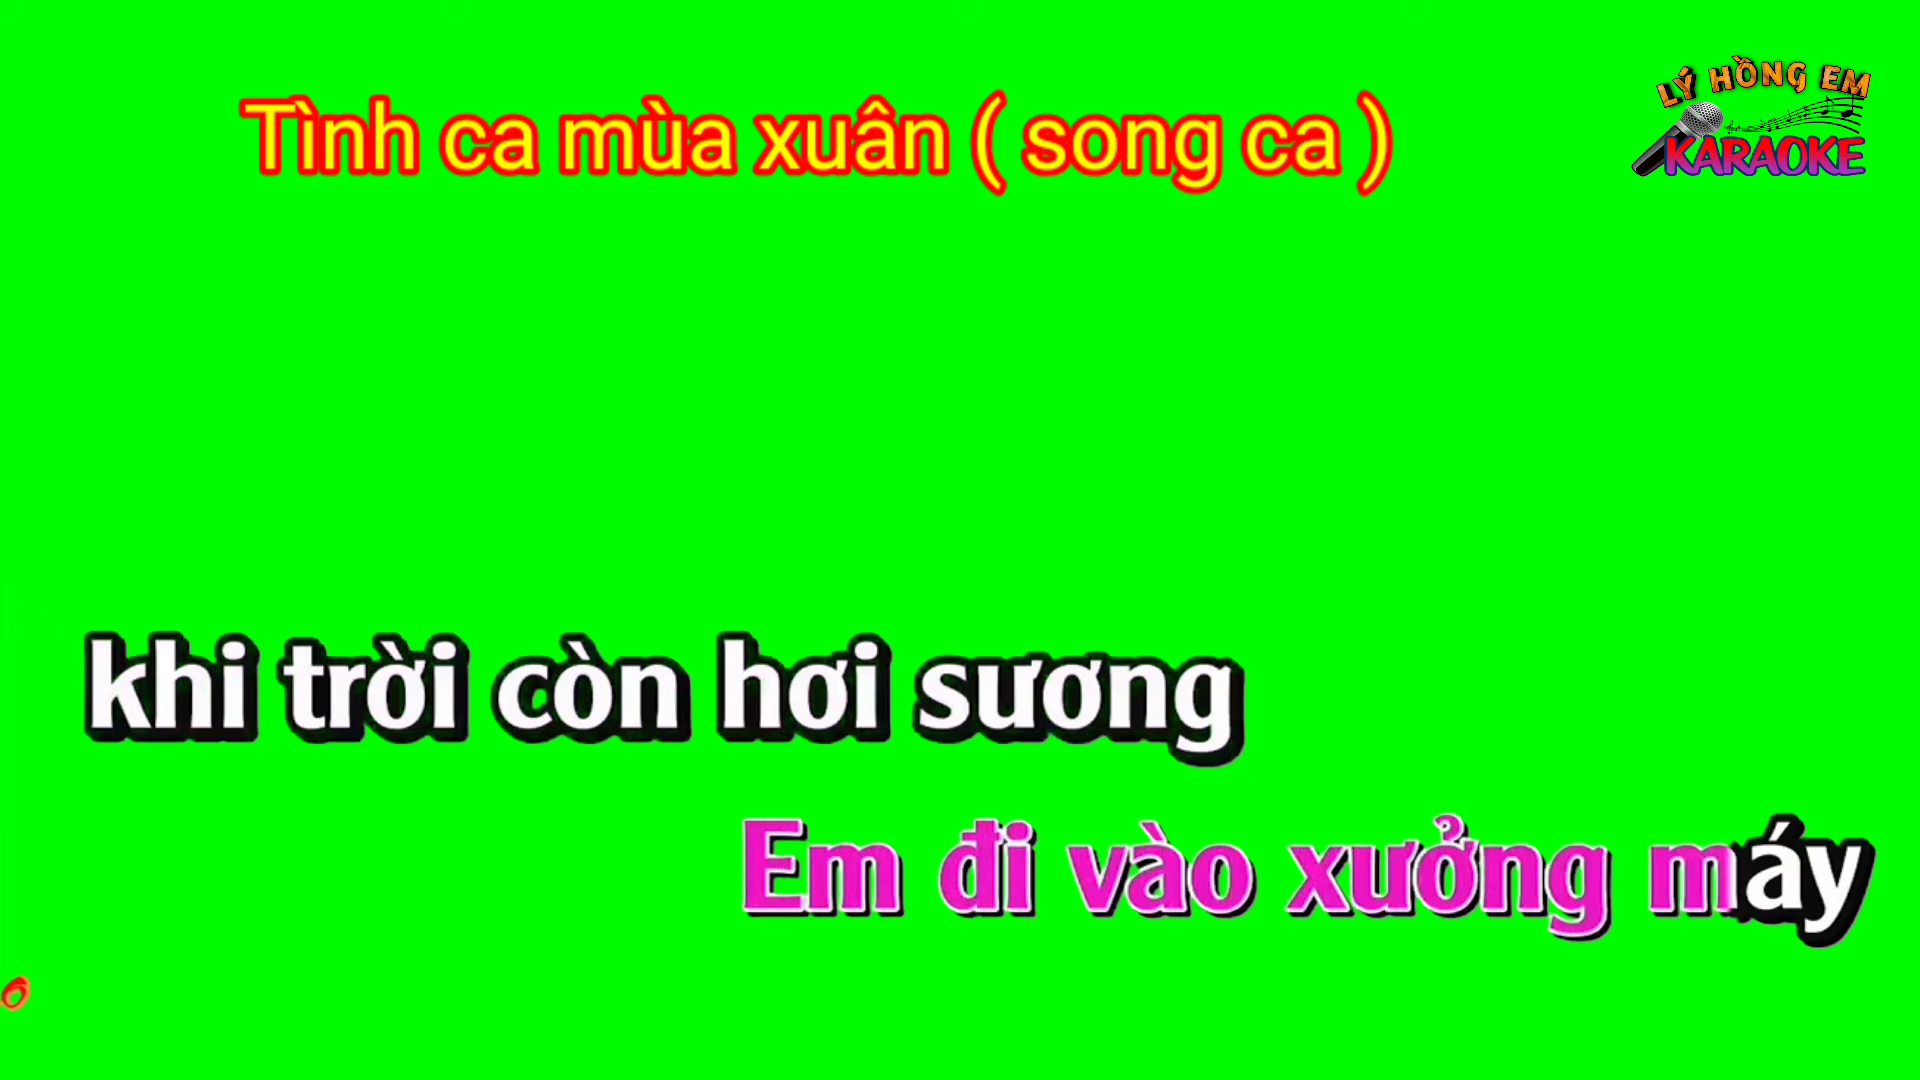 LÝ HỒNG EM
KARAOKE
Tình ca mùa xuân ( song ca )
khi trời còn hơi sương
Em đi vào xưởng máy